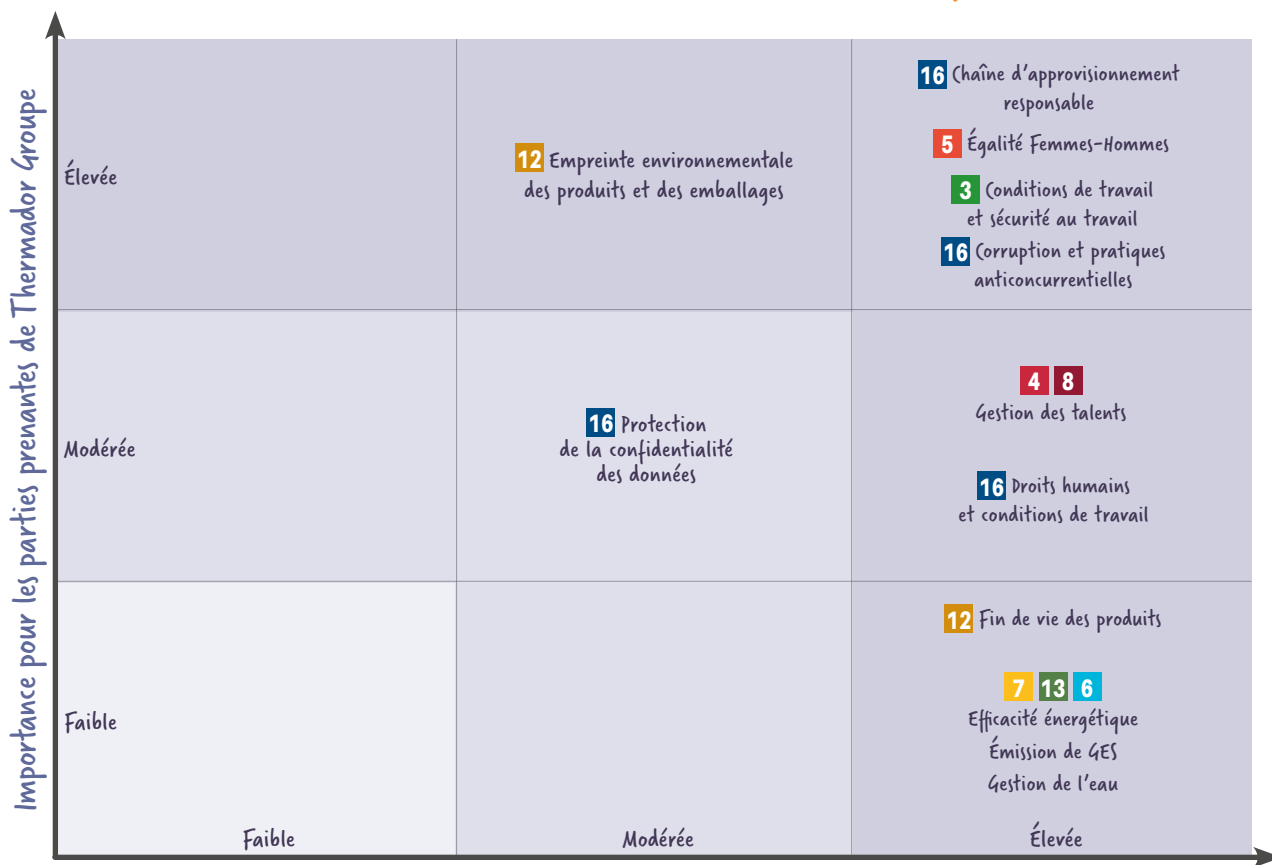 Importance pour les parties prenantes de Thermador Groupe
Élevée
12 Empreinte environnementale
des produits et des emballages
16 Chaîne d'approvisionnement
responsable
5 Égalité Femmes-Hommes
3 Conditions de travail
et sécurité au travail
16 Corruption et pratiques
anticoncurrentielles
Modérée
16 Protection
de la confidentialité
des données
4 8
Gestion des talents
16 Droits humains
et conditions de travail
Faible
12 Fin de vie des produits
7 13 6
Efficacité énergétique
Émission de GES
Gestion de l'eau
Faible
Modérée
Élevée